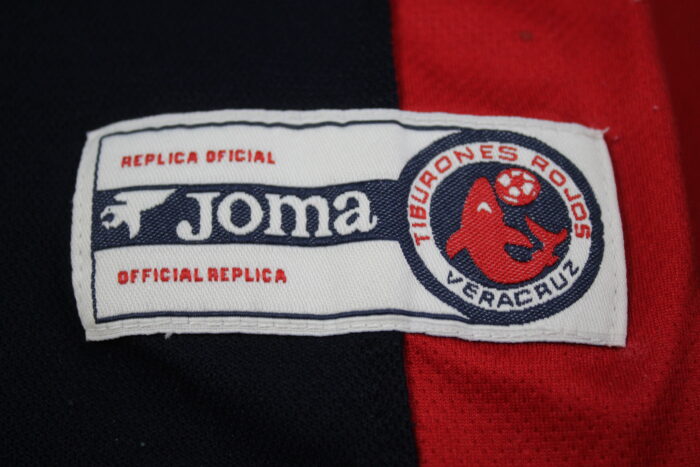 REPLICA OFICIAL
JOMA
OFFICIAL REPLICA
TIBURONES ROJOS
VERACRUZ